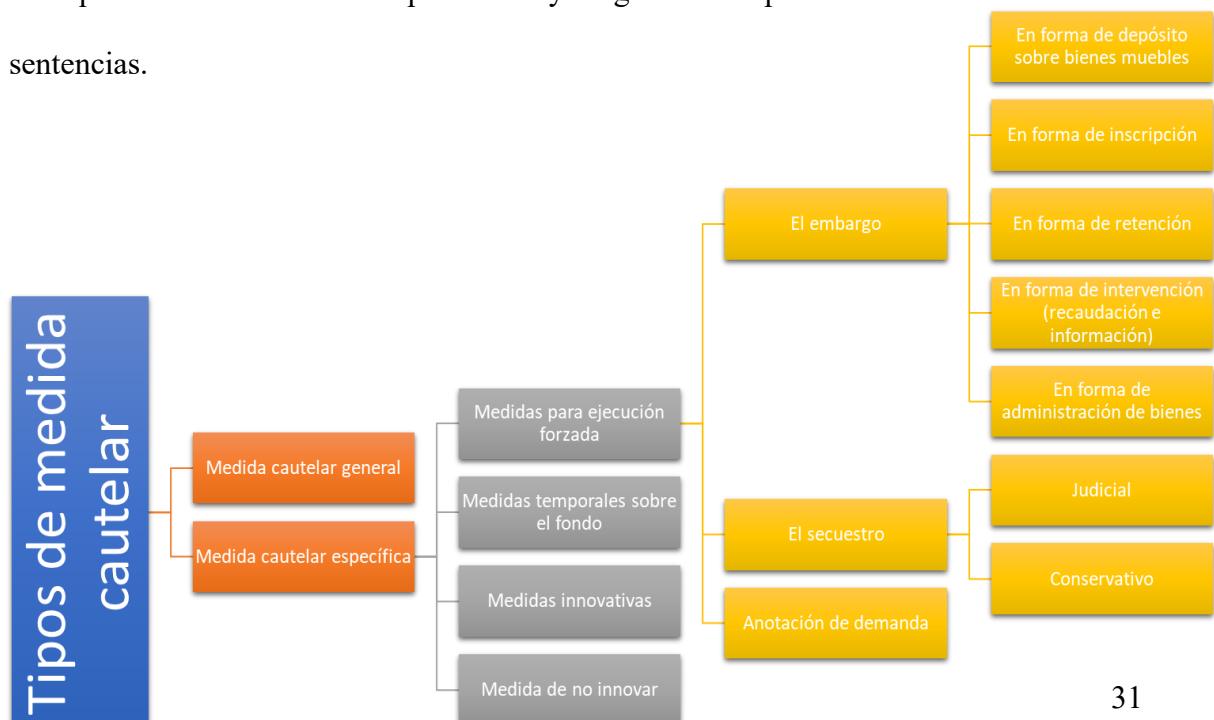 sentencias.
Tipos de medida
cautelar
Medida cautelar general
Medida cautelar específica
Medidas para ejecución
forzada
Medidas temporales sobre
el fondo
Medidas innovativas
Medida de no innovar
El embargo
El secuestro
Anotación de demanda
En forma de depósito
sobre bienes muebles
En forma de inscripción
En forma de retención
En forma de intervención
(recaudación e
información)
En forma de
administración de bienes
Judicial
Conservativo
31